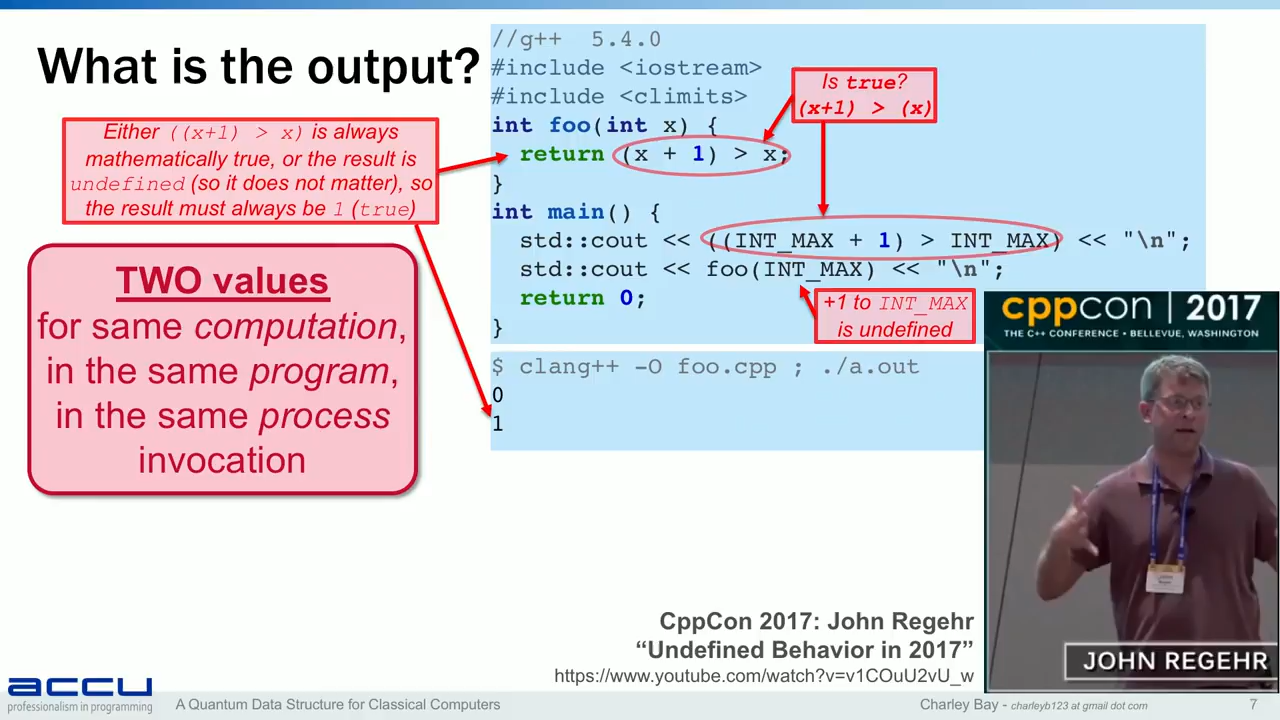 What is the output?
//g++  5.4.0
#include <iostream>
#include <climits>
int foo(int x) {
return (x + 1) > x;
}
int main() {
std::cout << ((INT_MAX + 1) > INT_MAX) << "\n";
std::cout << foo(INT_MAX) << "\n";
return 0;
}
Is true?
(x+1) > (x)
+1 to INT_MAX
is undefined
$ clang++ -O foo.cpp ; ./a.out
0
1
Either ((x+1) > x) is always
mathematically true, or the result is
undefined (so it does not matter), so
the result must always be 1 (true)
TWO values
for same computation,
in the same program,
in the same process
invocation
cppcon | 2017
THE C++ CONFERENCE • BELLEVUE, WASHINGTON
JOHN REGEHR
CppCon 2017: John Regehr
“Undefined Behavior in 2017”
https://www.youtube.com/watch?v=v1COuU2vU_w
accu
professionalism in programming
A Quantum Data Structure for Classical Computers
Charley Bay - charleyb123 at gmail dot com
7